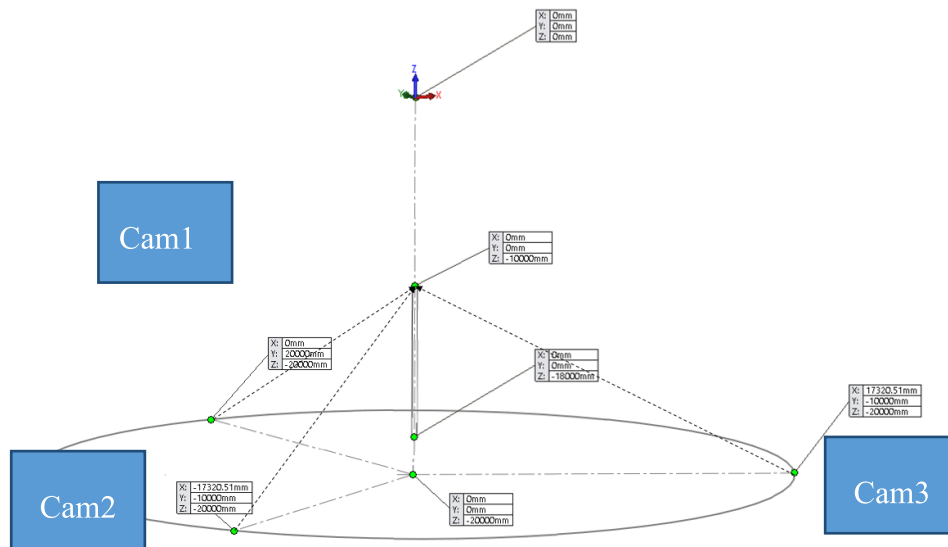 X: 0mm
Y: 0mm
Z: 0mm
Z
Y
X
Cam1
X: 0mm
Y: 0mm
Z: -10000mm
X: 0mm
Y: 20000mm
Z: -20000mm
X: 0mm
Y: 0mm
Z: -18000mm
X: 17320.51mm
Y: -10000mm
Z: -20000mm
Cam2
X: -17320.51mm
Y: -10000mm
Z: -20000mm
X: 0mm
Y: 0mm
Z: -20000mm
Cam3